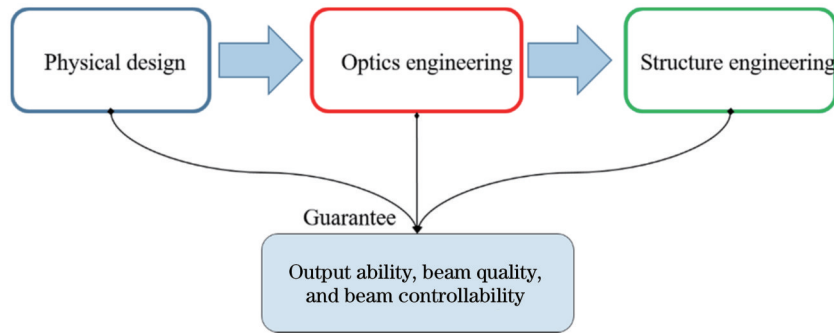 Physical design
Optics engineering
Structure engineering
Guarantee
Output ability, beam quality,
and beam controllability